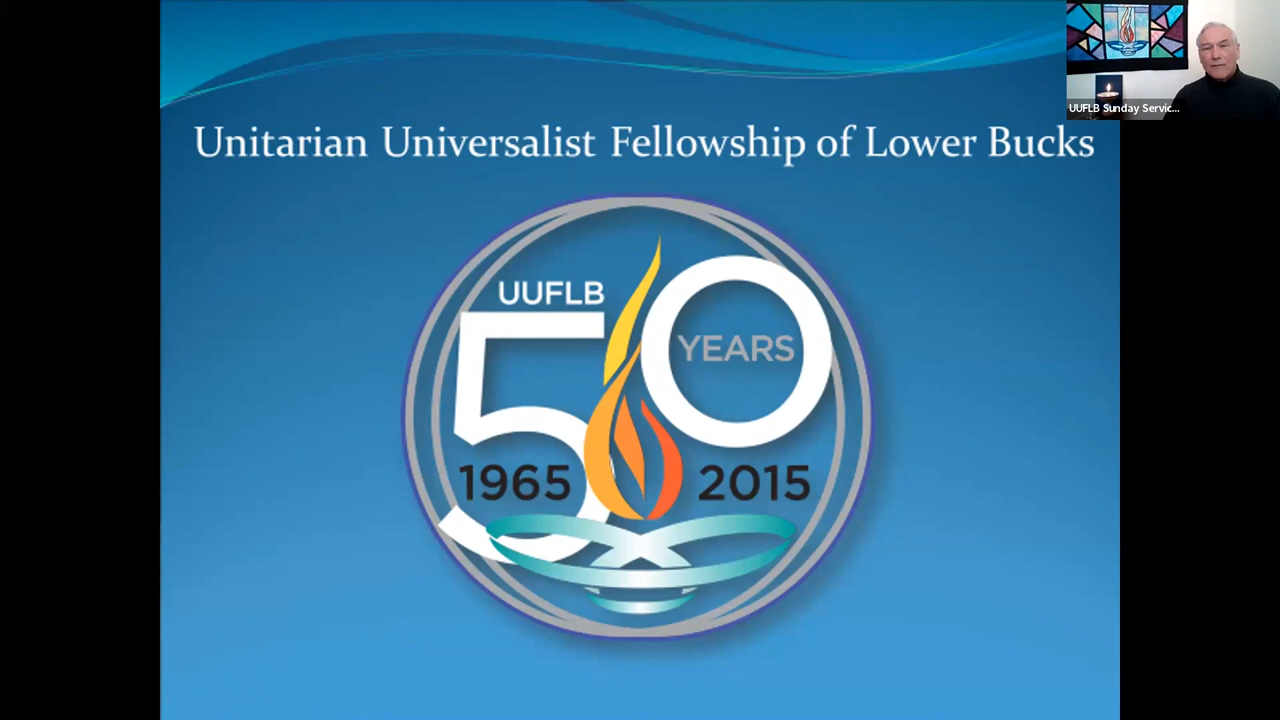 UUFLB Sunday Servic...
Unitarian Universalist Fellowship of Lower Bucks
UUFLB
50
YEARS
1965 2015